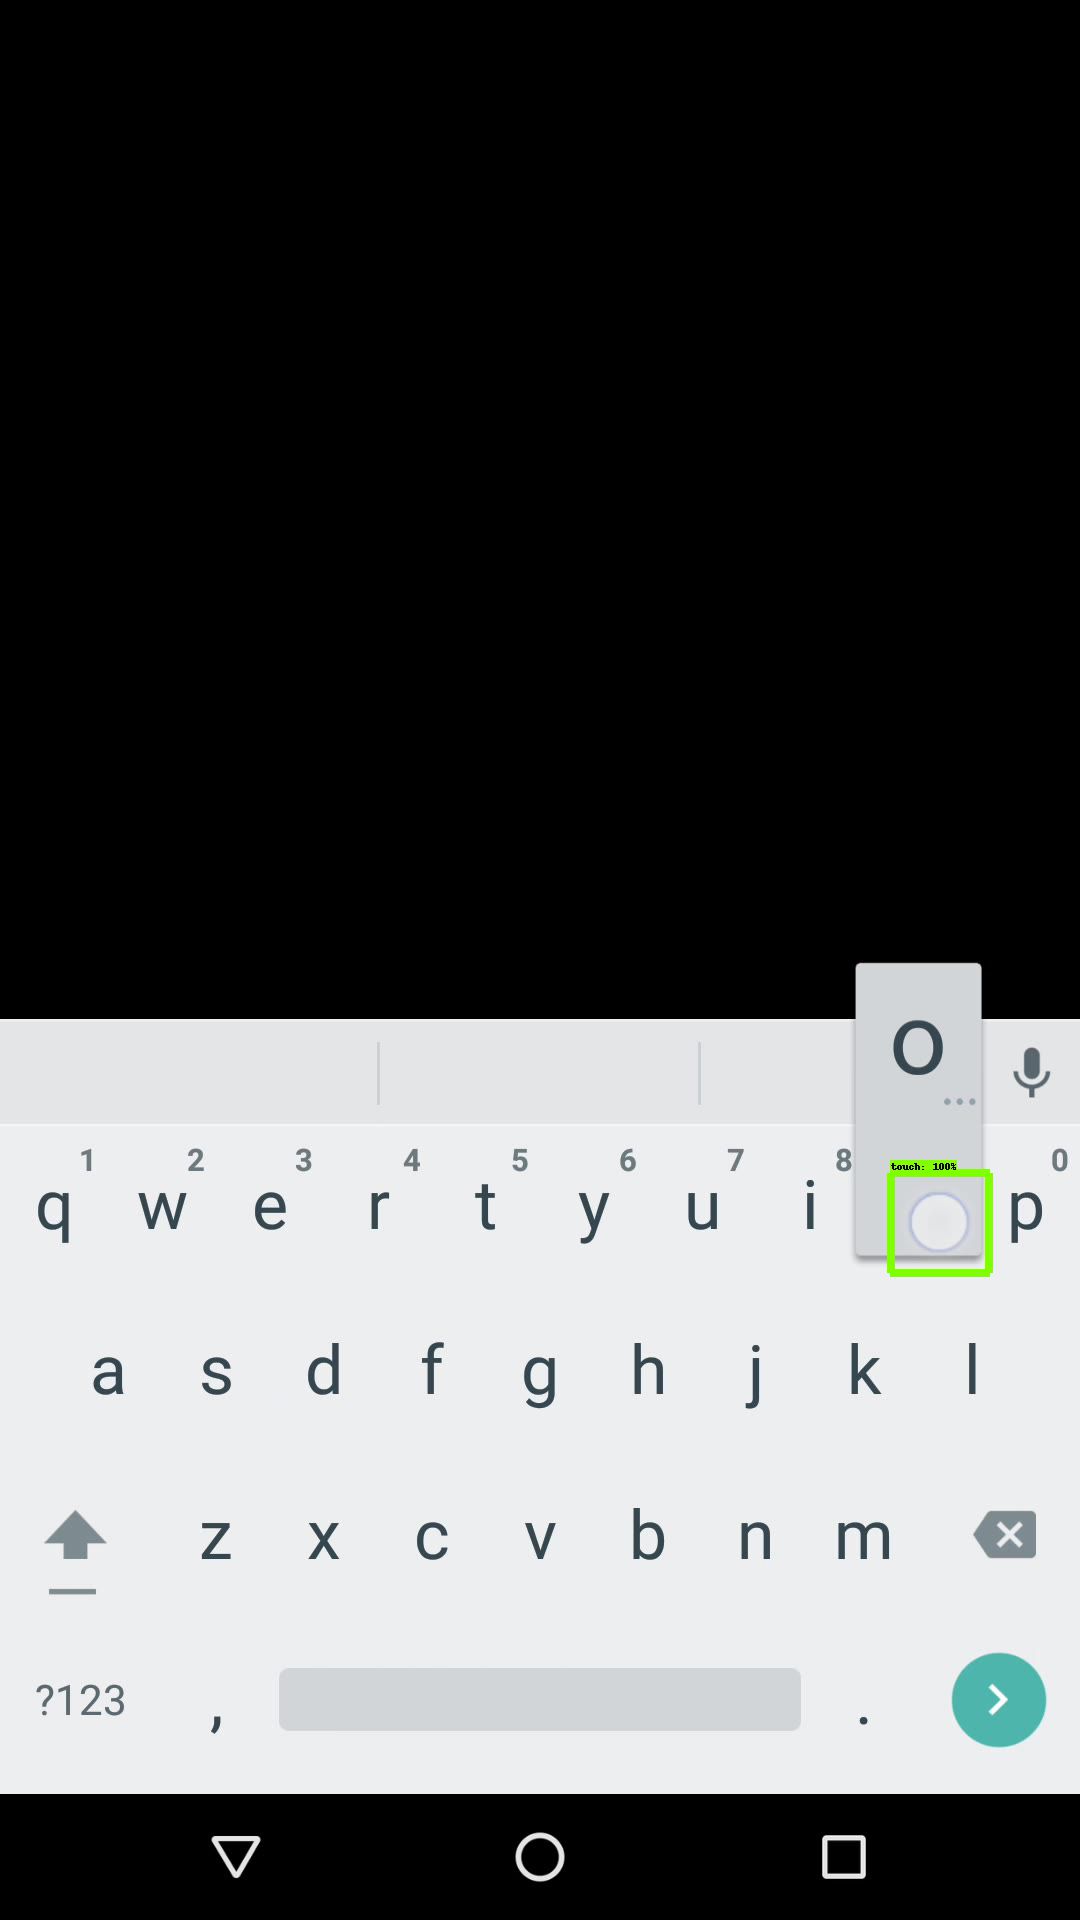 o
...
touch: 100%
1 2 3 4 5 6 7 8 0
q w e r t y u i p
a s d f g h j k l
z x c v b n m
?123 , .